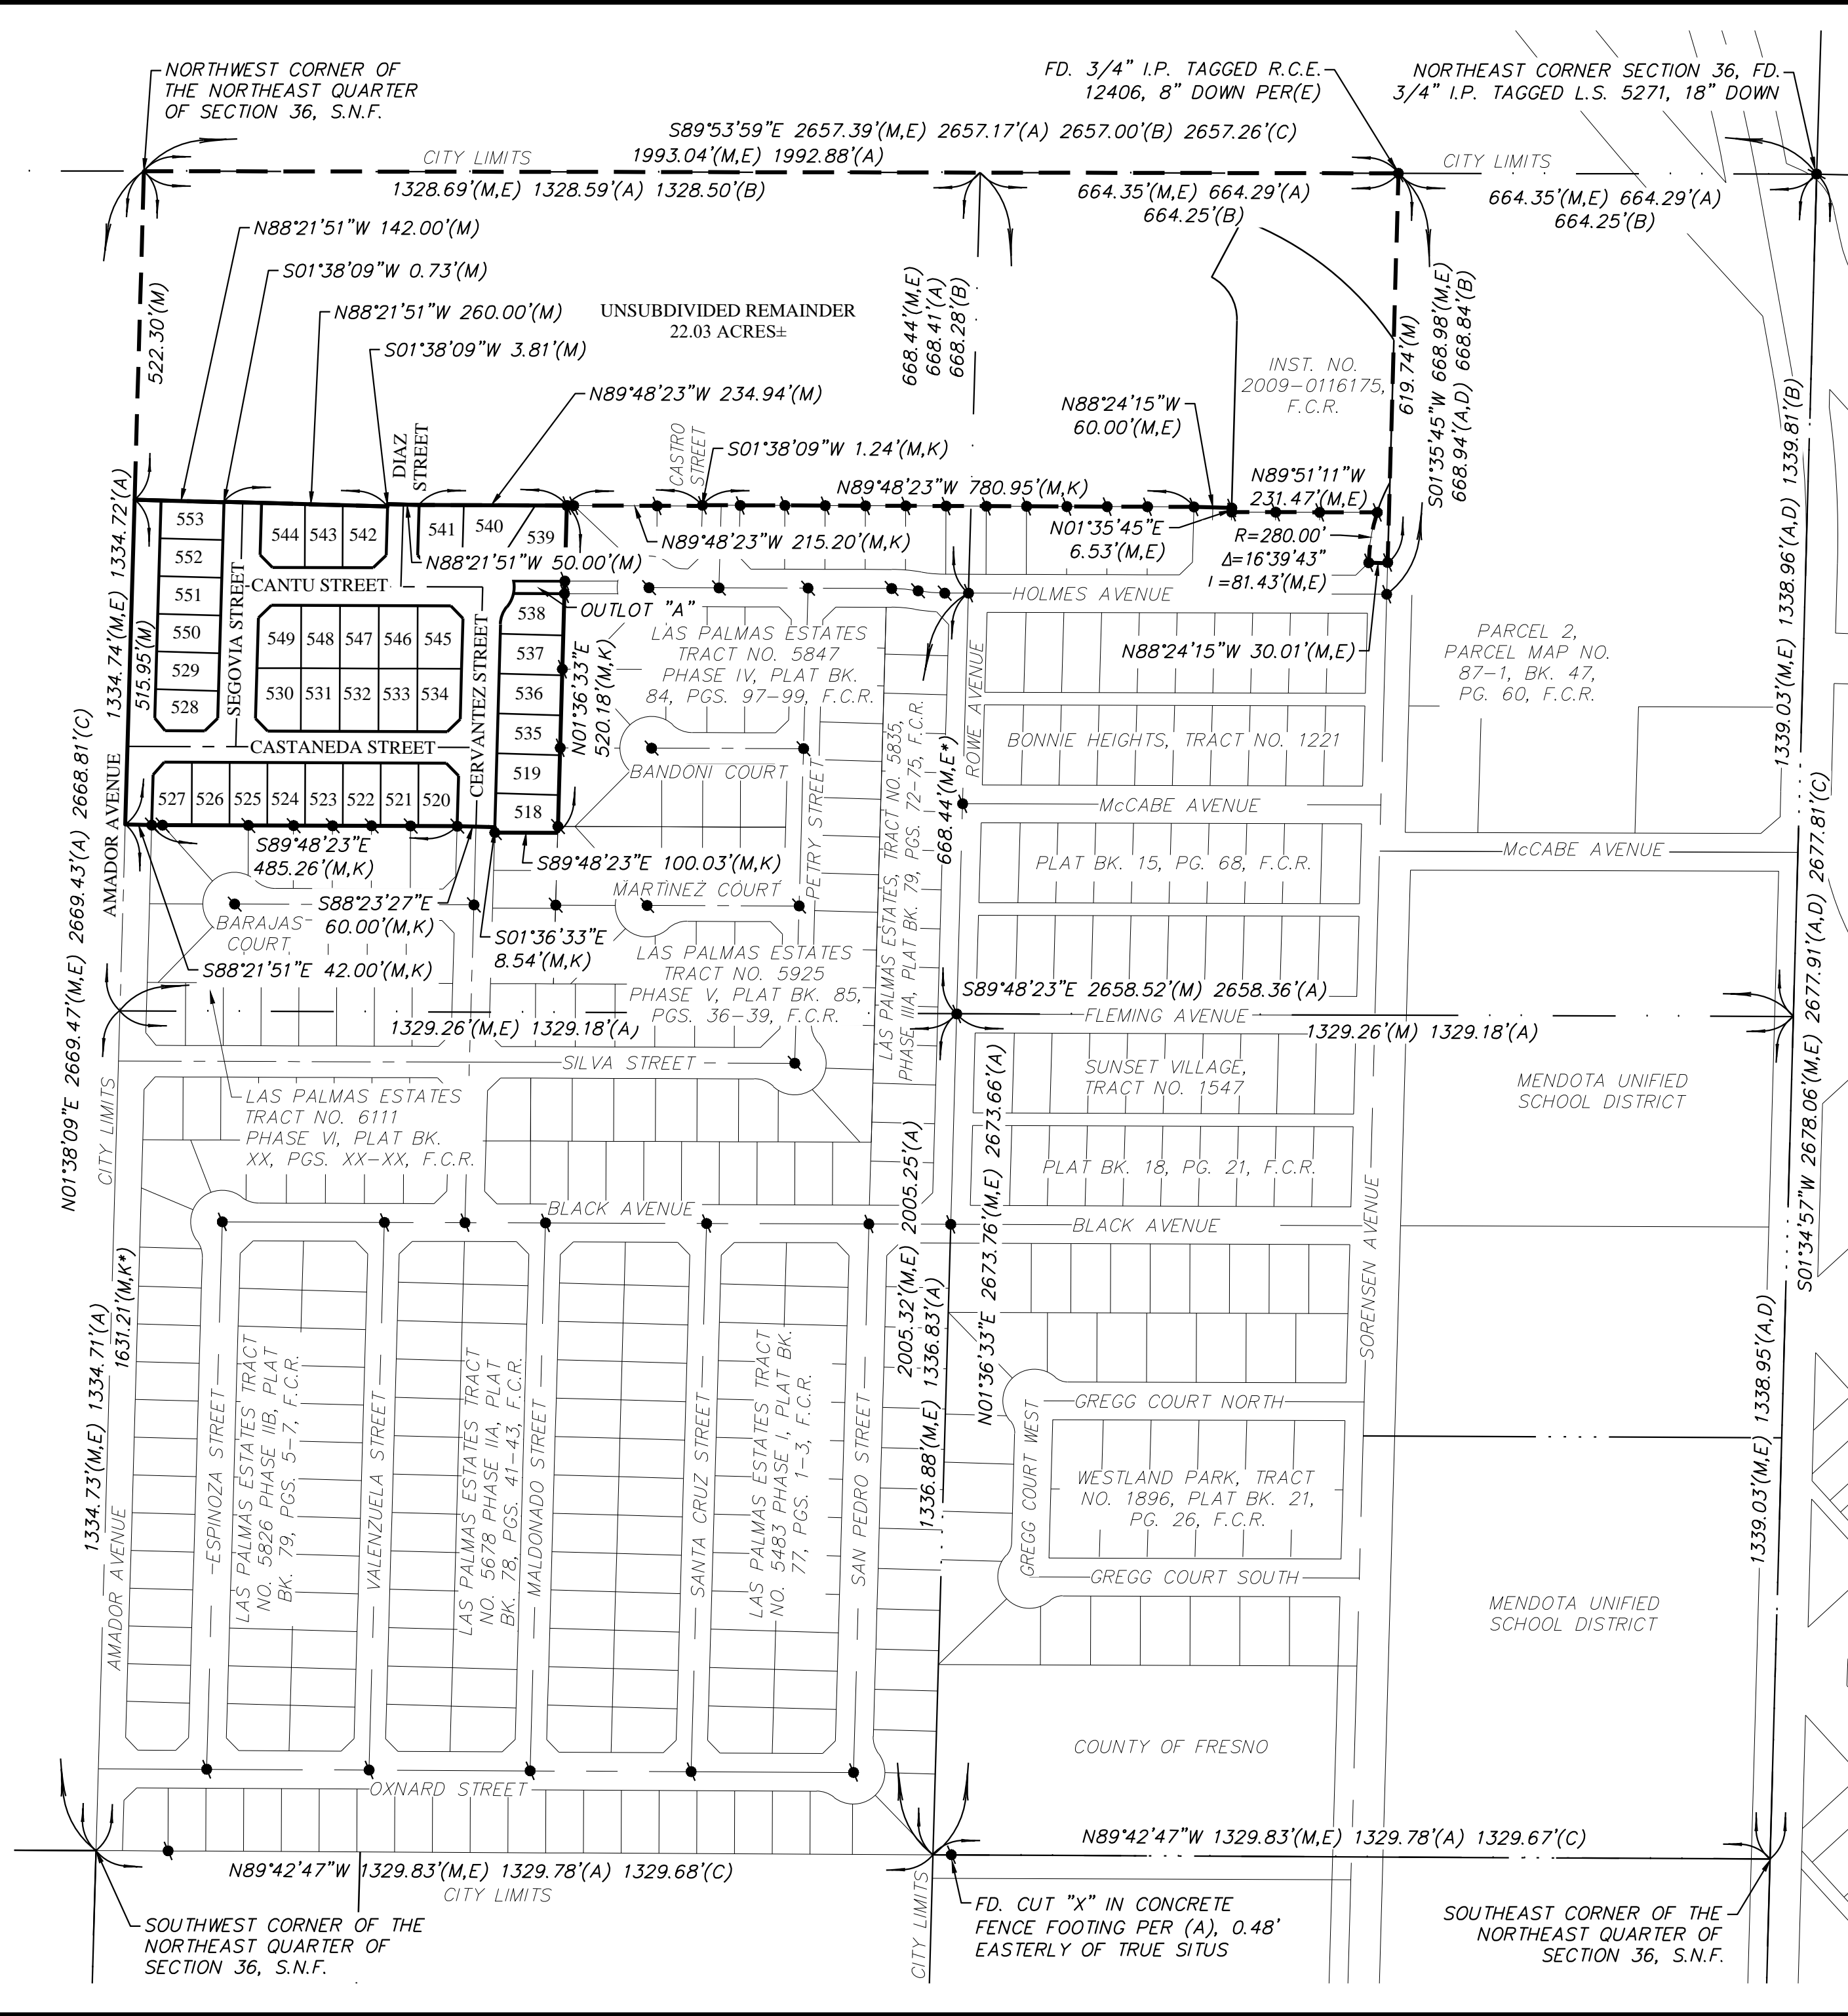 NORTHWEST CORNER OF
THE NORTHEAST QUARTER
OF SECTION 36, S.N.F.
FD. 3/4" I.P. TAGGED R.C.E.
12406, 8" DOWN PER(E)
NORTHEAST CORNER SECTION 36, FD.
3/4" I.P. TAGGED L.S. 5271, 18" DOWN
S89°53'59"E 2657.39'(M,E) 2657.17'(A) 2657.00'(B) 2657.26'(C)
CITY LIMITS
1993.04'(M,E) 1992.88'(A)
CITY LIMITS
1328.69'(M,E) 1328.59'(A) 1328.50'(B)
664.35'(M,E) 664.29'(A)
664.25'(B)
664.35'(M,E) 664.29'(A)
664.25'(B)
N88°21'51"W 142.00'(M)
S01°38'09"W 0.73'(M)
N88°21'51"W 260.00'(M)
S01°38'09"W 3.81'(M)
UNSUBDIVIDED REMAINDER
22.03 ACRES±
522.30'(M)
668.44'(M,E)
668.41'(A)
668.28'(B)
619.74'(M)
S01°35'45"W 668.98'(M,E)
668.94'(A,D) 668.84'(B)
INST. NO.
2009-0116175,
F.C.R.
N89°48'23"W 234.94'(M)
N88°24'15"W
60.00'(M,E)
DIAZ
STREET
CASTRO
STREET
S01°38'09"W 1.24'(M,K)
N89°48'23"W 780.95'(M,K)
N89°51'11"W
231.47'(M,E)
N01°35'45"E
6.53'(M,E)
R=280.00'
Δ=16°39'43"
l=81.43'(M,E)
N89°48'23"W 215.20'(M,K)
N88°21'51"W 50.00'(M)
553
552
551
550
529
528
544
543
542
541
540
539
CANTU STREET
SEGOVIA STREET
549
548
547
546
545
530
531
532
533
534
CERVANTEZ STREET
OUTLOT "A"
538
537
536
535
519
518
CASTANEDA STREET
527
526
525
524
523
522
521
520
515.95'(M)
1334.74'(M,E) 1334.72'(A)
AMADOR AVENUE
N01°38'09"E 2669.47'(M,E) 2669.43'(A) 2668.81'(C)
N01°36'33"E
520.18'(M,K)
HOLMES AVENUE
LAS PALMAS ESTATES
TRACT NO. 5847
PHASE IV, PLAT BK.
84, PGS. 97-99, F.C.R.
N88°24'15"W 30.01'(M,E)
PARCEL 2,
PARCEL MAP NO.
87-1, BK. 47,
PG. 60, F.C.R.
1339.03'(M,E) 1338.96'(A,D) 1339.81'(B)
ROWE AVENUE
BONNIE HEIGHTS, TRACT NO. 1221
BANDONI COURT
PETRY STREET
LAS PALMAS ESTATES, TRACT NO. 5835,
PHASE IIIA, PLAT BK. 79, PGS. 72-75, F.C.R.
668.44'(M,E*)
McCABE AVENUE
S89°48'23"E
485.26'(M,K)
S89°48'23"E 100.03'(M,K)
PLAT BK. 15, PG. 68, F.C.R.
McCABE AVENUE
MARTINEZ COURT
S88°23'27"E
60.00'(M,K)
BARAJAS
COURT
S01°36'33"E
8.54'(M,K)
S88°21'51"E 42.00'(M,K)
LAS PALMAS ESTATES
TRACT NO. 5925
PHASE V, PLAT BK. 85,
PGS. 36-39, F.C.R.
S89°48'23"E 2658.52'(M) 2658.36'(A)
FLEMING AVENUE
1329.26'(M,E) 1329.18'(A)
1329.26'(M) 1329.18'(A)
S01°34'57"W 2678.06'(M,E) 2677.91'(A,D) 2677.81'(C)
SILVA STREET
CITY LIMITS
LAS PALMAS ESTATES
TRACT NO. 6111
PHASE VI, PLAT BK.
XX, PGS. XX-XX, F.C.R.
SUNSET VILLAGE,
TRACT NO. 1547
MENDOTA UNIFIED
SCHOOL DISTRICT
PLAT BK. 18, PG. 21, F.C.R.
BLACK AVENUE
BLACK AVENUE
N01°36'33"E 2673.76'(M,E) 2673.66'(A)
2005.32'(M,E) 2005.25'(A)
1336.88'(M,E) 1336.83'(A)
SORENSEN AVENUE
1334.73'(M,E) 1334.71'(A)
1631.21'(M,K*)
AMADOR AVENUE
ESPINOZA STREET
LAS PALMAS ESTATES TRACT
NO. 5826 PHASE IIB, PLAT
BK. 79, PGS. 5-7, F.C.R.
VALENZUELA STREET
LAS PALMAS ESTATES TRACT
NO. 5678 PHASE IIA, PLAT
BK. 78, PGS. 41-43, F.C.R.
MALDONADO STREET
SANTA CRUZ STREET
LAS PALMAS ESTATES TRACT
NO. 5483 PHASE I, PLAT BK.
77, PGS. 1-3, F.C.R.
SAN PEDRO STREET
GREGG COURT NORTH
GREGG COURT WEST
WESTLAND PARK, TRACT
NO. 1896, PLAT BK. 21,
PG. 26, F.C.R.
GREGG COURT SOUTH
1339.03'(M,E) 1338.95'(A,D)
MENDOTA UNIFIED
SCHOOL DISTRICT
COUNTY OF FRESNO
OXNARD STREET
N89°42'47"W 1329.83'(M,E) 1329.78'(A) 1329.67'(C)
N89°42'47"W 1329.83'(M,E) 1329.78'(A) 1329.68'(C)
CITY LIMITS
CITY LIMITS
SOUTHWEST CORNER OF THE
NORTHEAST QUARTER OF
SECTION 36, S.N.F.
FD. CUT "X" IN CONCRETE
FENCE FOOTING PER (A), 0.48'
EASTERLY OF TRUE SITUS
SOUTHEAST CORNER OF THE
NORTHEAST QUARTER OF
SECTION 36, S.N.F.